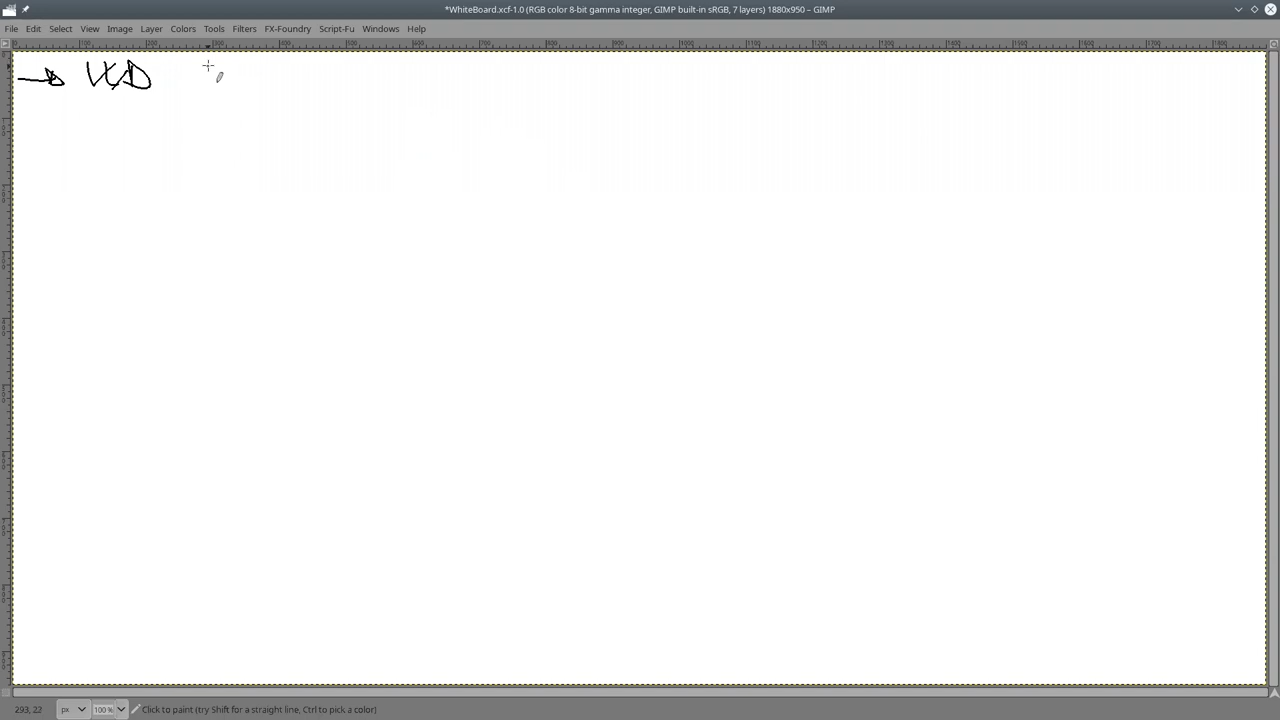 *WhiteBoard.xcf-1.0 (RGB color 8-bit gamma integer, GIMP built-in sRGB, 7 layers) 1880x950 – GIMP
File Edit Select View Image Layer Colors Tools Filters FX-Foundry Script-Fu Windows Help
→
293, 22 px 100 % Click to paint (try Shift for a straight line, Ctrl to pick a color)